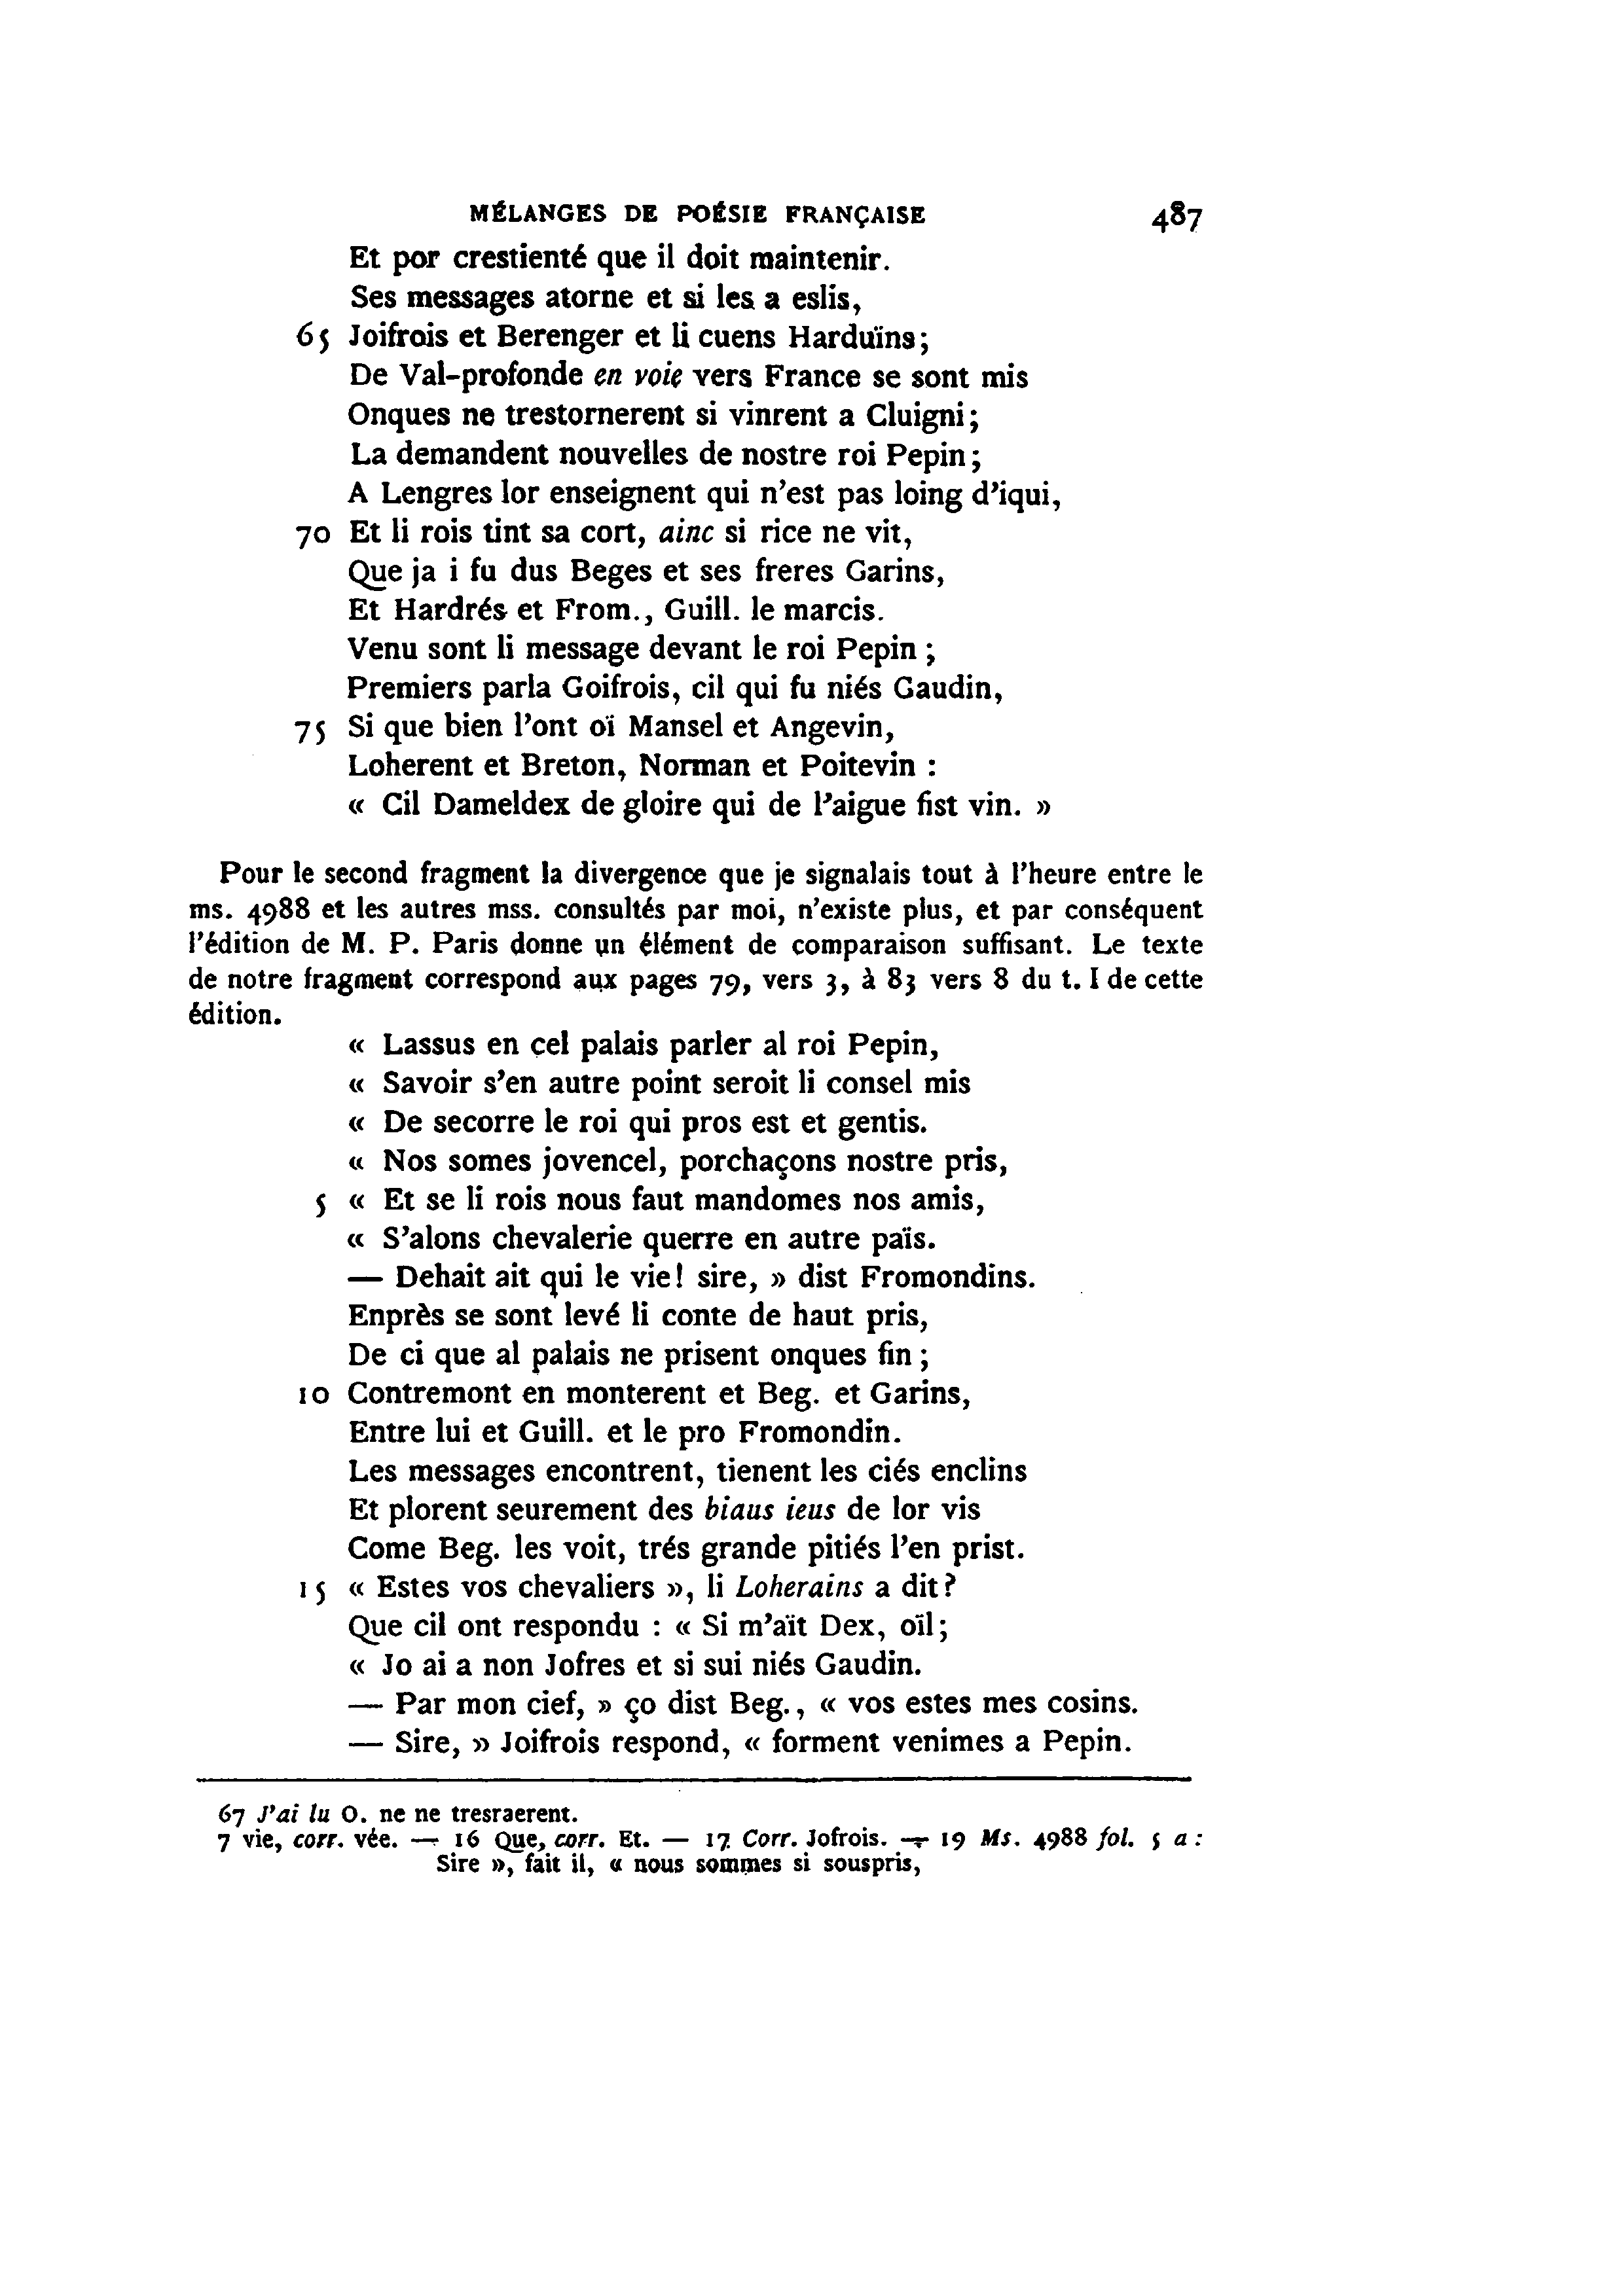 MÉLANGES DE POÉSIE FRANÇAISE 487
Et por crestienté que il doit maintenir.
Ses messages atorne et si les a eslis,
65 Joifrois et Berenger et li cuens Harduïns;
De Val-profonde en voie vers France se sont mis
Onques ne trestornerent si vinrent a Cluigni;
La demandent nouvelles de nostre roi Pepin;
A Lengres lor enseignent qui n'est pas loing d'iqui,
70 Et li rois tint sa cort, ainc si rice ne vit,
Que ja i fu dus Beges et ses freres Garins,
Et Hardrés et From., Guill. le marcis.
Venu sont li message devant le roi Pepin ;
Premiers parla Goifrois, cil qui fu niés Gaudin,
75 Si que bien l'ont oï Mansel et Angevin,
Loherent et Breton, Norman et Poitevin :
« Cil Dameldex de gloire qui de l'aigue fist vin. »
Pour le second fragment la divergence que je signalais tout à l'heure entre le
ms. 4988 et les autres mss. consultés par moi, n'existe plus, et par conséquent
l'édition de M. P. Paris donne un élément de comparaison suffisant. Le texte
de notre fragment correspond aux pages 79, vers 3, à 83 vers 8 du t. I de cette
édition.
« Lassus en cel palais parler al roi Pepin,
« Savoir s'en autre point seroit li consel mis
« De secorre le roi qui pros est et gentis.
« Nos somes jovencel, porchaçons nostre pris,
5 « Et se li rois nous faut mandomes nos amis,
« S'alons chevalerie querre en autre païs.
— Dehait ait qui le vie! sire, » dist Fromondins.
Enprès se sont levé li conte de haut pris,
De ci que al palais ne prisent onques fin ;
10 Contremont en monterent et Beg. et Garins,
Entre lui et Guill. et le pro Fromondin.
Les messages encontrent, tienent les ciés enclins
Et plorent seurement des biaus ieus de lor vis
Come Beg. les voit, trés grande pitiés l'en prist.
15 « Estes vos chevaliers », li Loherains a dit?
Que cil ont respondu : « Si m'aït Dex, oïl;
« Jo ai a non Jofres et si sui niés Gaudin.
— Par mon cief, » ço dist Beg., « vos estes mes cosins.
— Sire, » Joifrois respond, « forment venimes a Pepin.
67 J'ai lu O. ne ne tresraerent.
7 vie, corr. vée. — 16 Que, corr. Et. — 17 Corr. Jofrois. — 19 Ms. 4988 fol. 5 a :
Sire », fait il, « nous sommes si souspris,